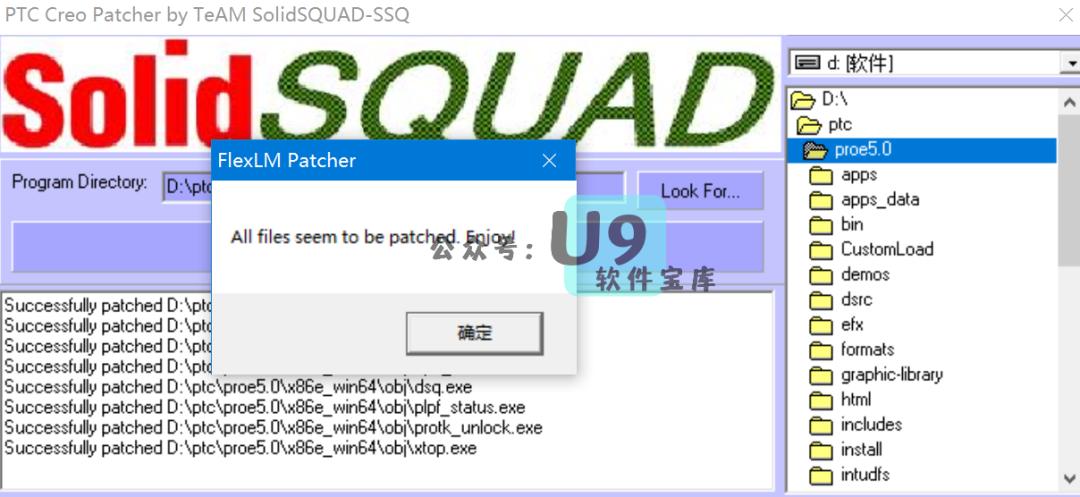 PTC Creo Patcher by TeAM SolidSQUAD-SSQ
SolidSQUAD
d: [软件]
Program Directory:
D:\ptc
Look For...
FlexLM Patcher
All files seem to be patched. Enjoy!
确定
公众号:
U9
软件宝库
Successfully patched D:\ptc
Successfully patched D:\ptc
Successfully patched D:\ptc
Successfully patched D:\ptc
Successfully patched D:\ptc\proe5.0\x86e_win64\obj\dsq.exe
Successfully patched D:\ptc\proe5.0\x86e_win64\obj\plpf_status.exe
Successfully patched D:\ptc\proe5.0\x86e_win64\obj\protk_unlock.exe
Successfully patched D:\ptc\proe5.0\x86e_win64\obj\xtop.exe
D:\
ptc
proe5.0
apps
apps_data
bin
CustomLoad
demos
dsrc
efx
formats
graphic-library
html
includes
install
intudfs